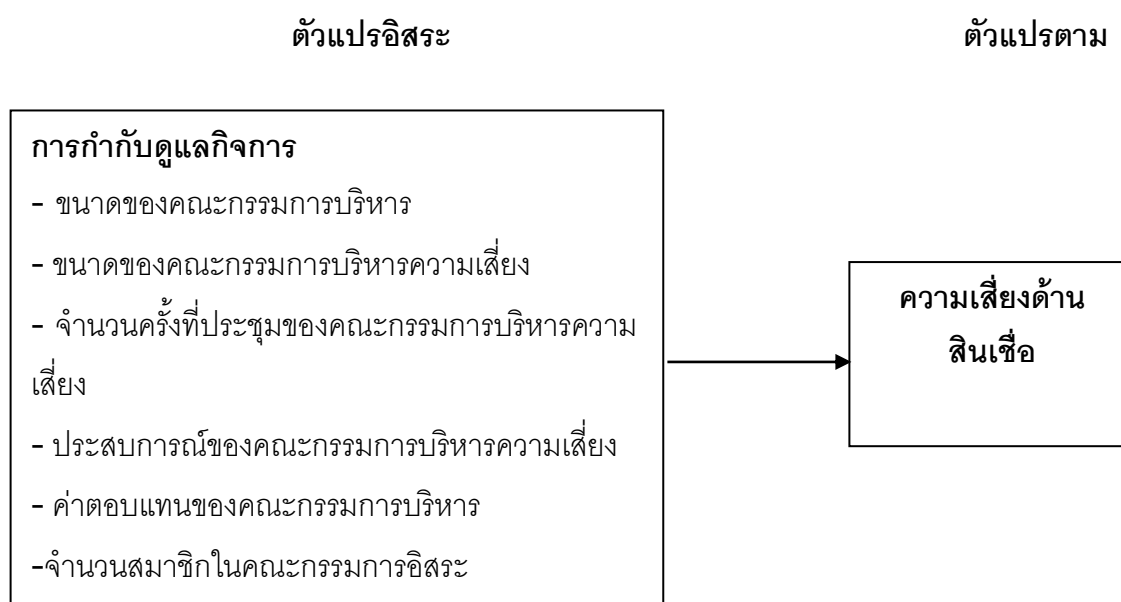 ตัวแปรอิสระ
ตัวแปรตาม
การกำกับดูแลกิจการ
- ขนาดของคณะกรรมการบริหาร
- ขนาดของคณะกรรมการบริหารความเสี่ยง
- จำนวนครั้งที่ประชุมของคณะกรรมการบริหารความ
เสี่ยง
- ประสบการณ์ของคณะกรรมการบริหารความเสี่ยง
- ค่าตอบแทนของคณะกรรมการบริหาร
-จำนวนสมาชิกในคณะกรรมการอิสระ
ความเสี่ยงด้าน
สินเชื่อ